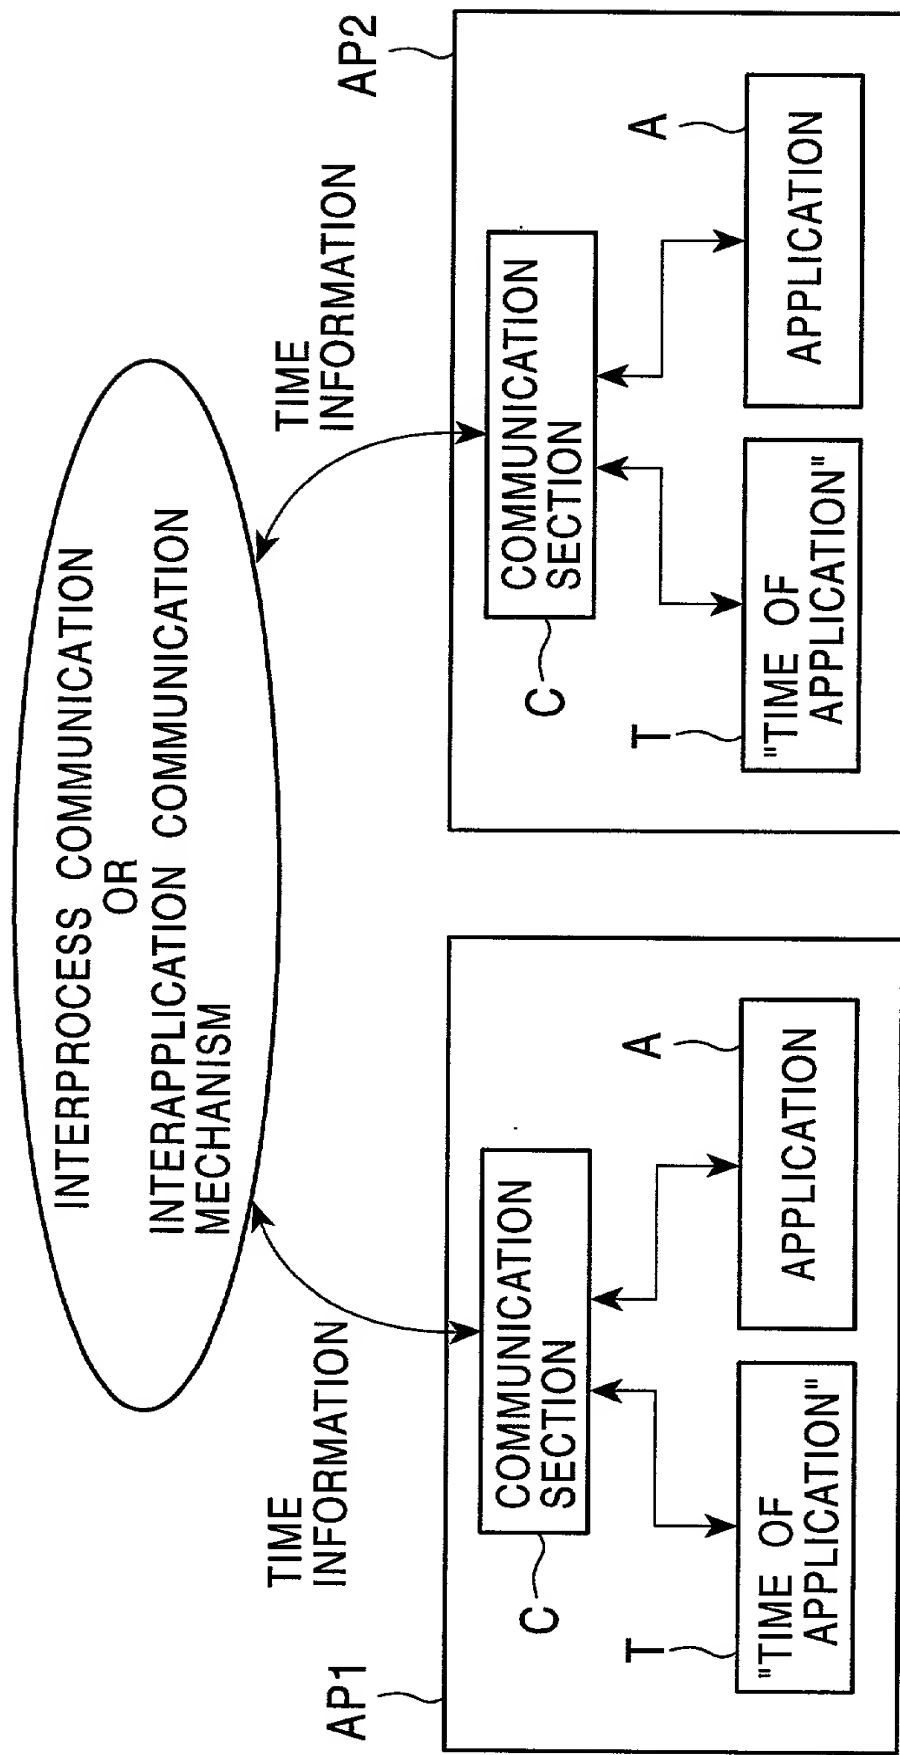 INTERPROCESS COMMUNICATION
OR
INTERAPPLICATION COMMUNICATION
MECHANISM
TIME
INFORMATION
TIME
INFORMATION
AP1
COMMUNICATION
SECTION
C
T
A
"TIME OF
APPLICATION"
APPLICATION
AP2
COMMUNICATION
SECTION
C
T
A
"TIME OF
APPLICATION"
APPLICATION